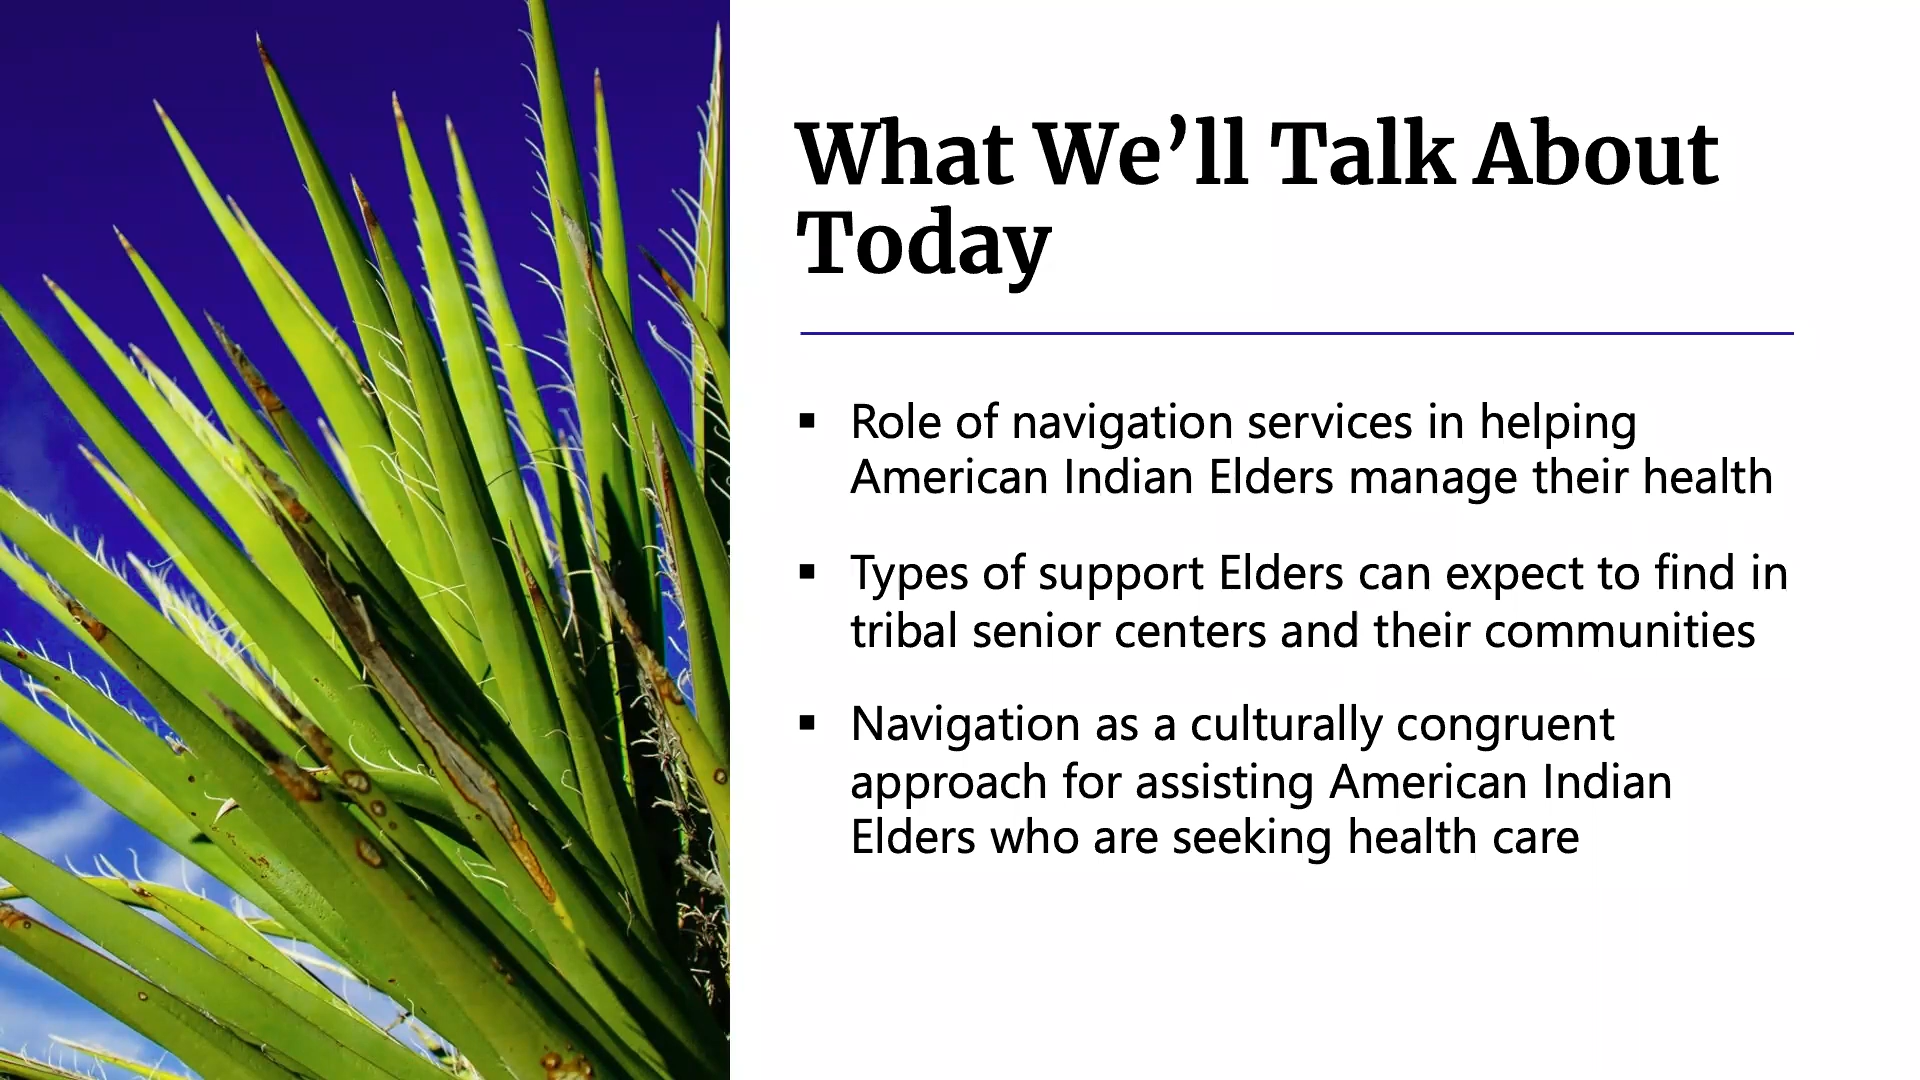 What We’ll Talk About
Today
▪ Role of navigation services in helping
American Indian Elders manage their health
▪ Types of support Elders can expect to find in
tribal senior centers and their communities
▪ Navigation as a culturally congruent
approach for assisting American Indian
Elders who are seeking health care